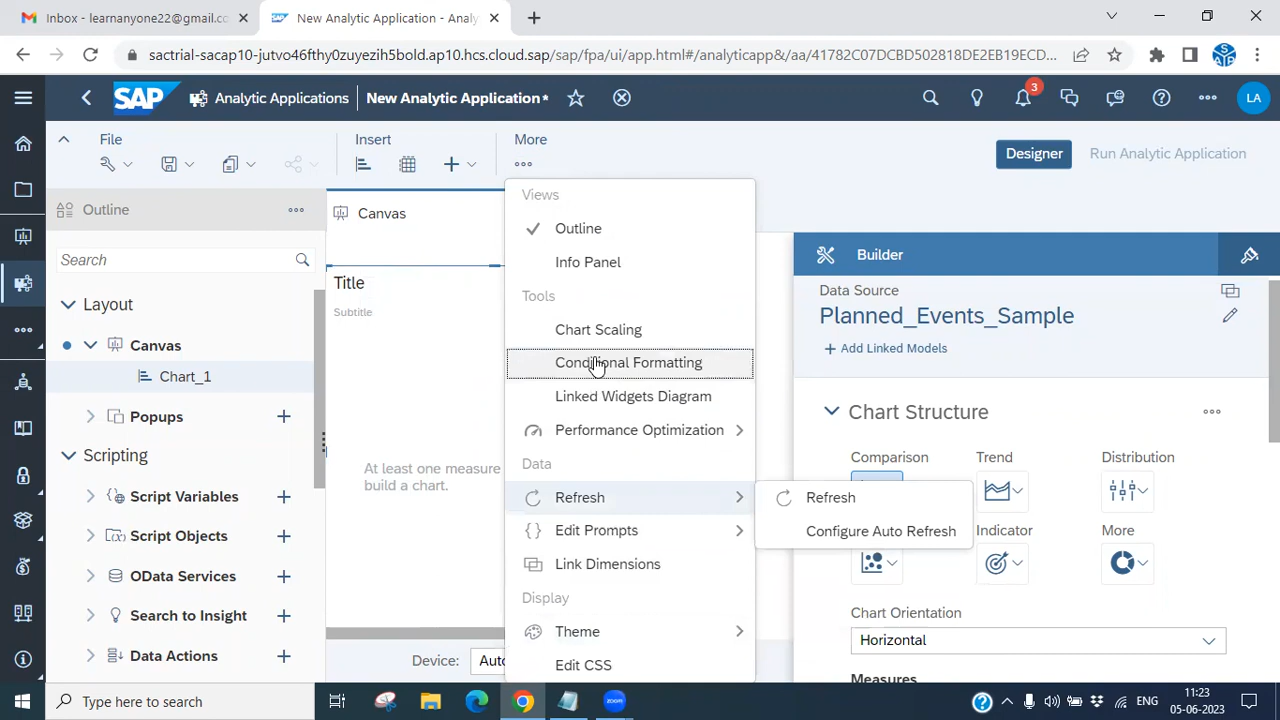 Inbox - learnanyone22@gmail.co
New Analytic Application - Analy
sactrial-sacap10-jutvo46fthy0zuyezih5bold.ap10.hcs.cloud.sap/sap/fpa/ui/app.html#/analyticapp&/aa/41782C07DCBD502818DE2EB19ECD...
SAP
Analytic Applications
New Analytic Application*
3
LA
File
Insert
More
Designer
Run Analytic Application
Outline
Search
Layout
Canvas
Chart_1
Popups
Scripting
Script Variables
Script Objects
OData Services
Search to Insight
Data Actions
Canvas
Title
Subtitle
At least one measure
build a chart.
Device:
Auto
Views
Outline
Info Panel
Tools
Chart Scaling
Conditional Formatting
Linked Widgets Diagram
Performance Optimization
Data
Refresh
Edit Prompts
Link Dimensions
Display
Theme
Edit CSS
Refresh
Configure Auto Refresh
Builder
Data Source
Planned_Events_Sample
+ Add Linked Models
Chart Structure
Comparison
Trend
Distribution
Indicator
More
Chart Orientation
Horizontal
Measures
Type here to search
zoom
ENG
11:23
05-06-2023